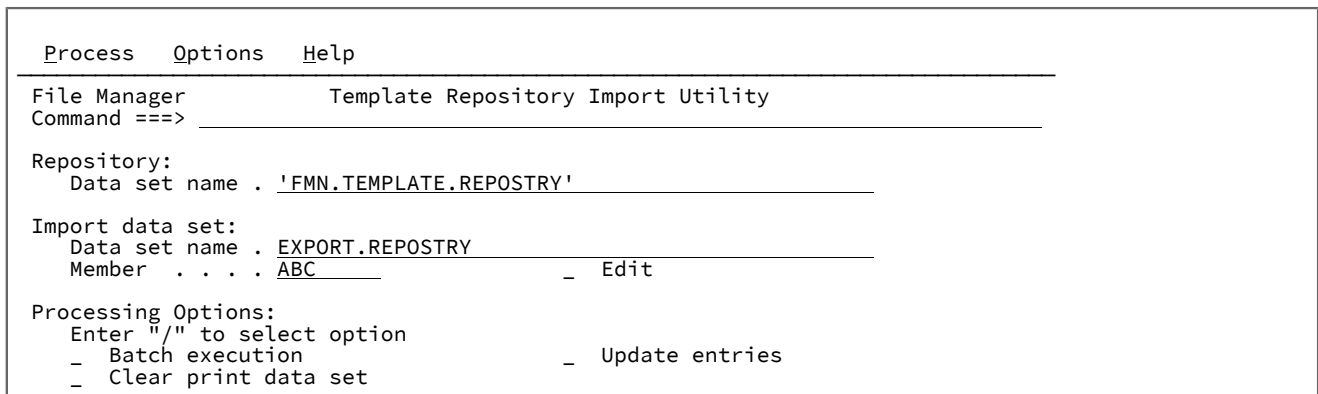 Process Options Help
File Manager Template Repository Import Utility
Command ===>
Repository:
Data set name . 'FMN.TEMPLATE.REPOSTRY'
Import data set:
Data set name . EXPORT.REPOSTRY
Member . . . . ABC _ Edit
Processing Options:
Enter "/" to select option
_ Batch execution _ Update entries
_ Clear print data set